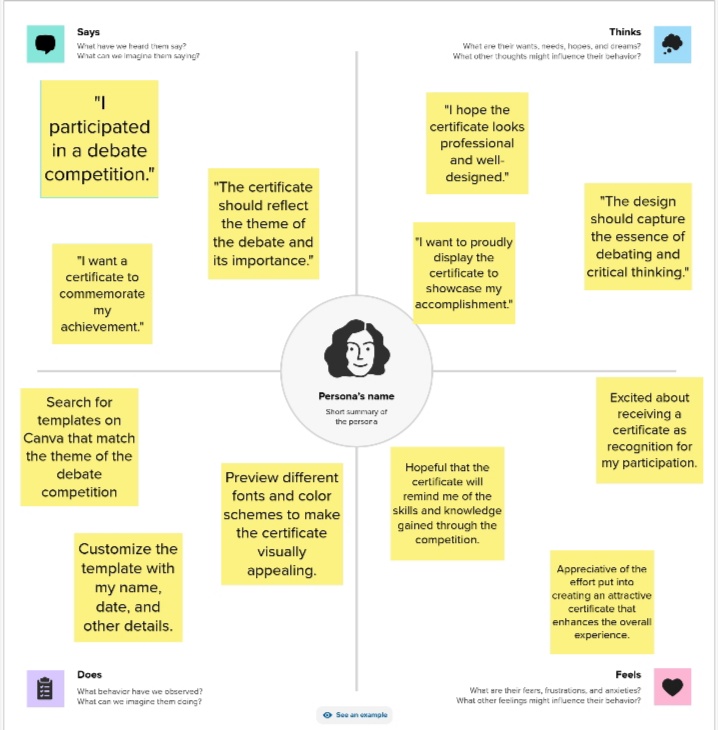 Says
What have we heard them say?
What can we imagine them saying?
Thinks
What are their wants, needs, hopes, and dreams?
What other thoughts might influence their behavior?
"I
participated
in a debate
competition."
"The certificate
should reflect
the theme of
the debate and
its importance."
"I want a
certificate to
commemorate
my
achievement."
"I hope the
certificate looks
professional
and well-
designed."
"The design
should capture
the essence of
debating and
critical thinking."
"I want to proudly
display the
certificate to
showcase my
accomplishment."
Persona's name
Short summary of
the persona
Search for
templates on
Canva that match
the theme of the
debate
competition
Preview different
fonts and color
schemes to make
the certificate
visually
appealing.
Customize the
template with
my name,
date, and
other details.
Excited about
receiving a
certificate as
recognition for
my participation.
Hopeful that the
certificate will
remind me of the
skills and knowledge
gained through the
competition.
Appreciative of the
effort put into
creating an attractive
certificate that
enhances the overall
experience.
Does
What behavior have we observed?
What can we imagine them doing?
Feels
What are their fears, frustrations, and anxieties?
What other feelings might influence their behavior?
See an example